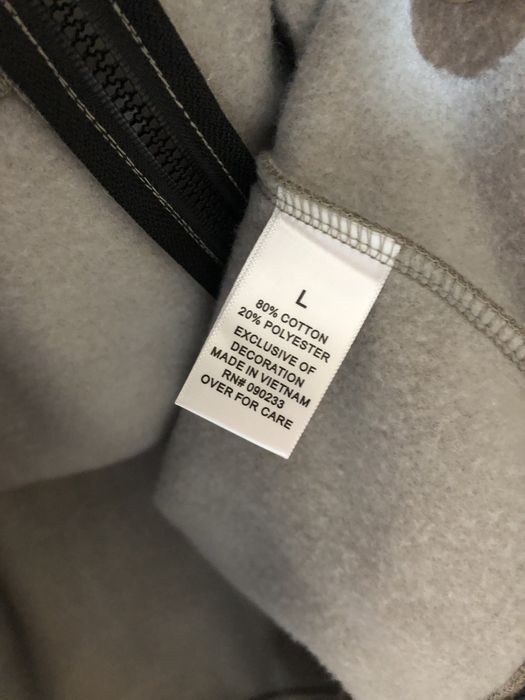 L
80% COTTON
20% POLYESTER
EXCLUSIVE OF
DECORATION
MADE IN VIETNAM
RN# 090233
OVER FOR CARE